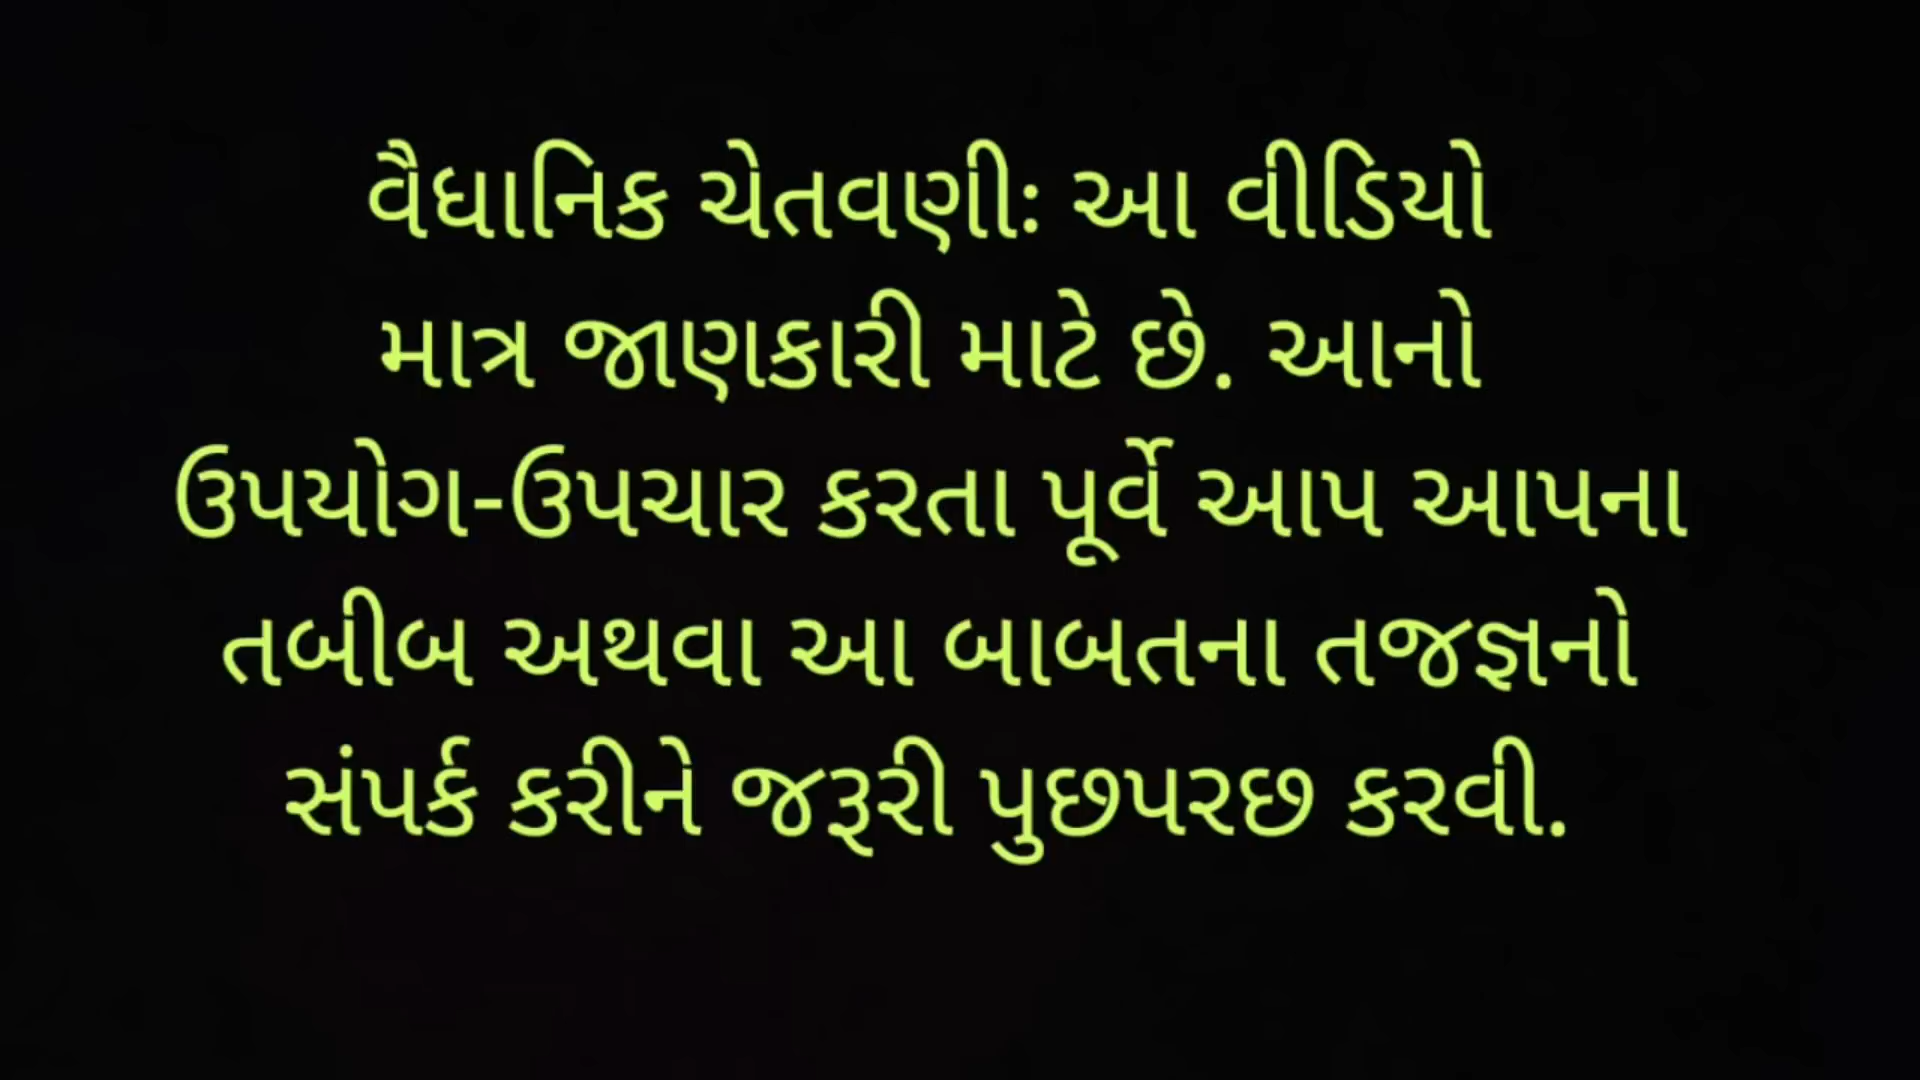 વૈધાનિક ચેતવણીઃ આ વીડિયો
માત્ર જાણકારી માટે છે. આનો
ઉપયોગ-ઉપચાર કરતા પૂર્વે આપ આપના
તબીબ અથવા આ બાબતના તજજ્ઞનો
સંપર્ક કરીને જરૂરી પુછપરછ કરવી.